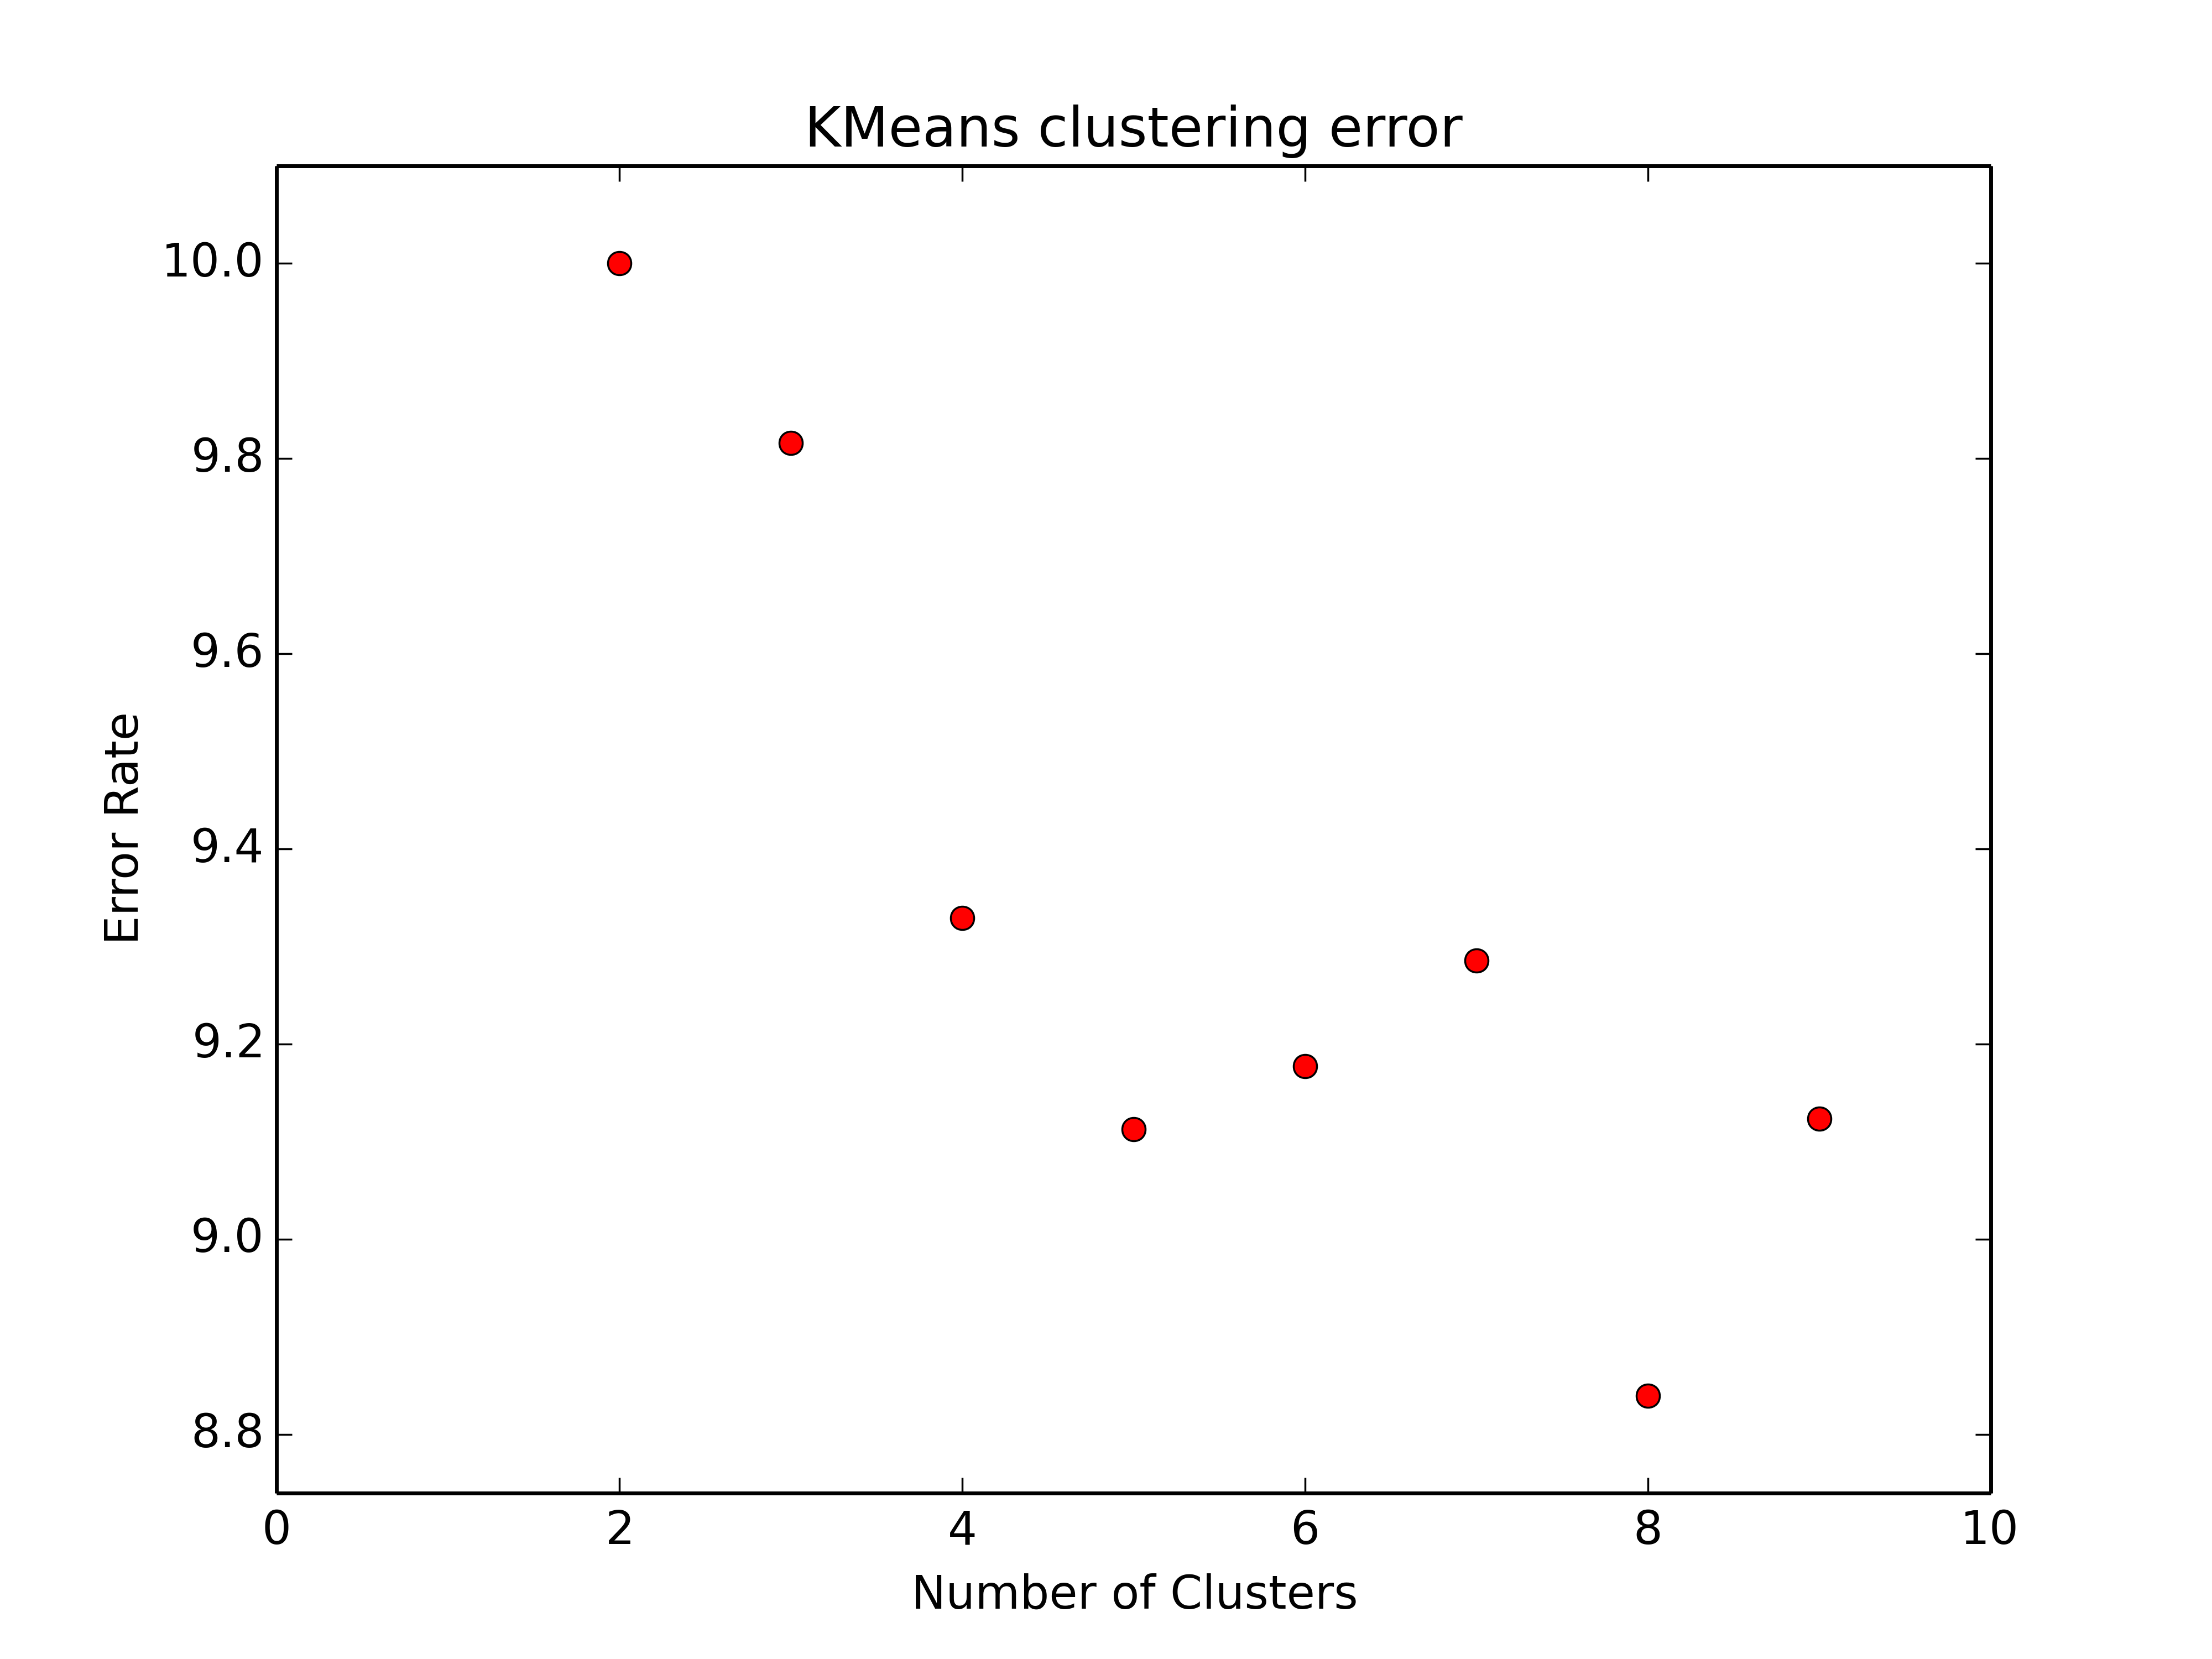 KMeans clustering error
10.0
9.8
9.6
9.4
9.2
9.0
8.8
Error Rate
0 2 4 6 8 10
Number of Clusters